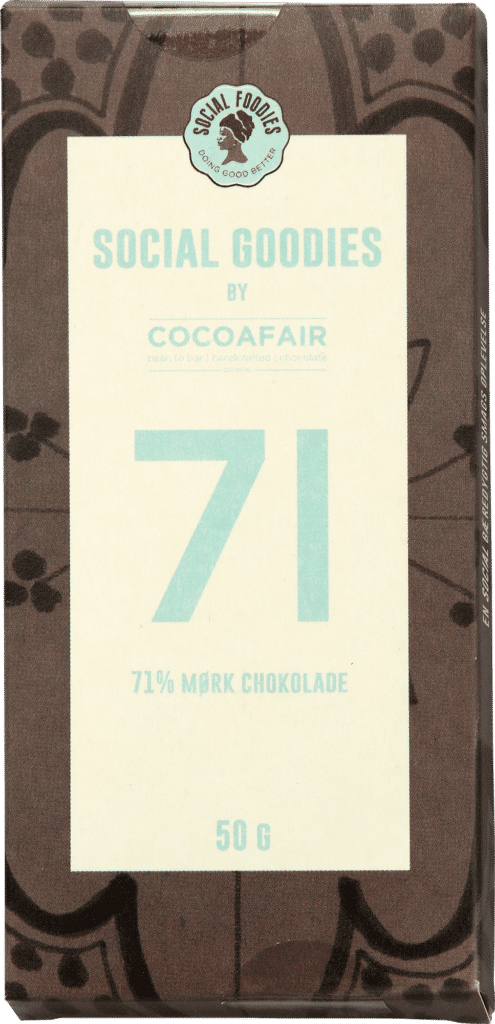 SOCIAL FOODIES
DOING GOOD BETTER
SOCIAL GOODIES
BY
COCOAFAIR
bean to bar | handcrafted | chocolate
71
71% MØRK CHOKOLADE
50 G
EN SOCIAL BÆREDYGTIG SMAGS OPLEVELSE